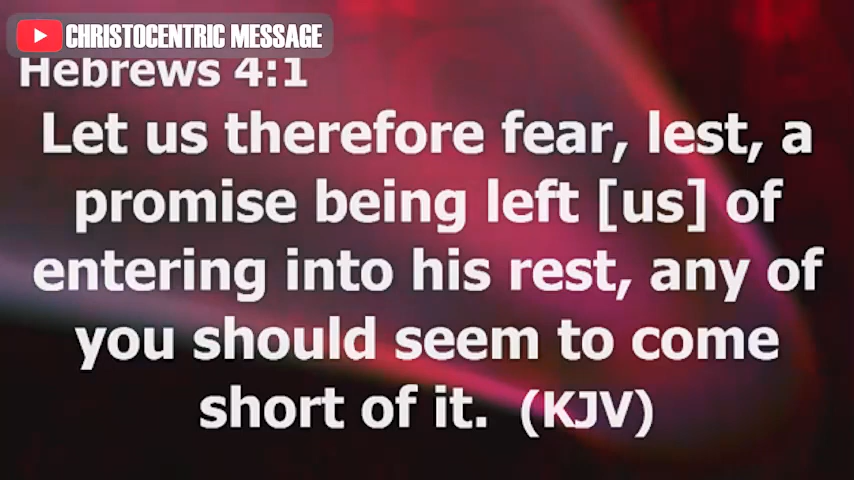 CHRISTOCENTRIC MESSAGE
Hebrews 4:1
Let us therefore fear, lest, a
promise being left [us] of
entering into his rest, any of
you should seem to come
short of it. (KJV)